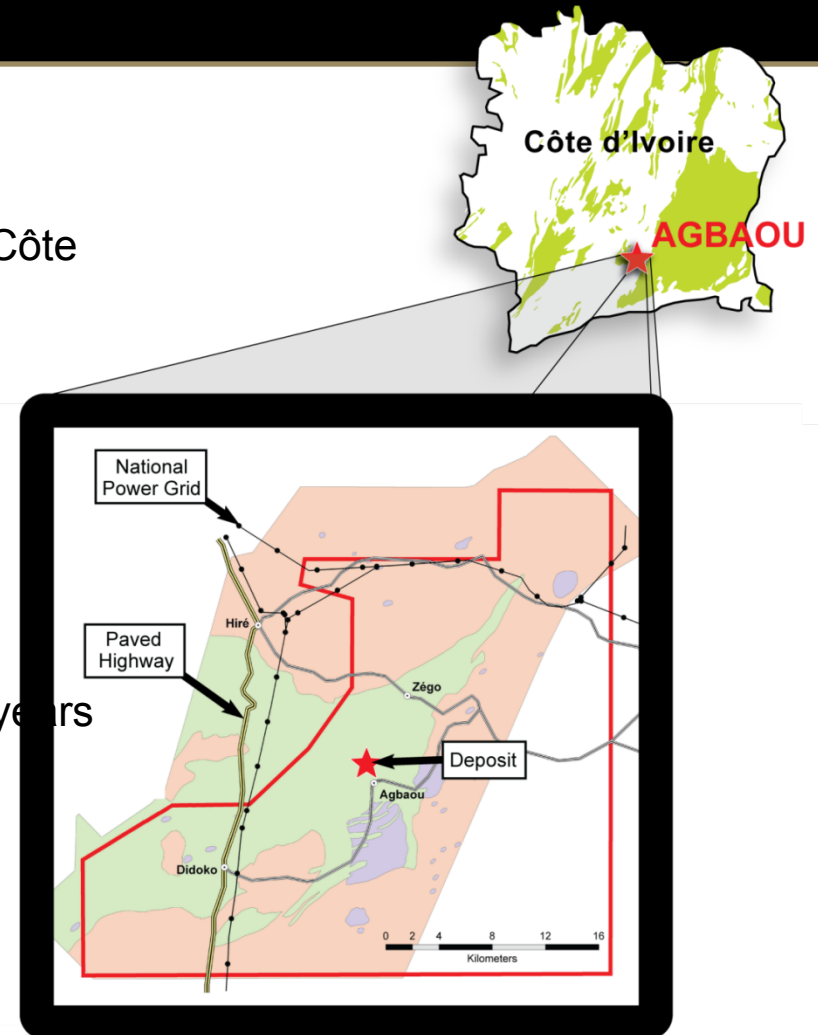 Côte d'Ivoire
AGBAOU
Côte
National
Power Grid
Hiré
Paved
Highway
Zégo
years
Deposit
Agbaou
Didoko
0 2 4 8 12 16
Kilometers